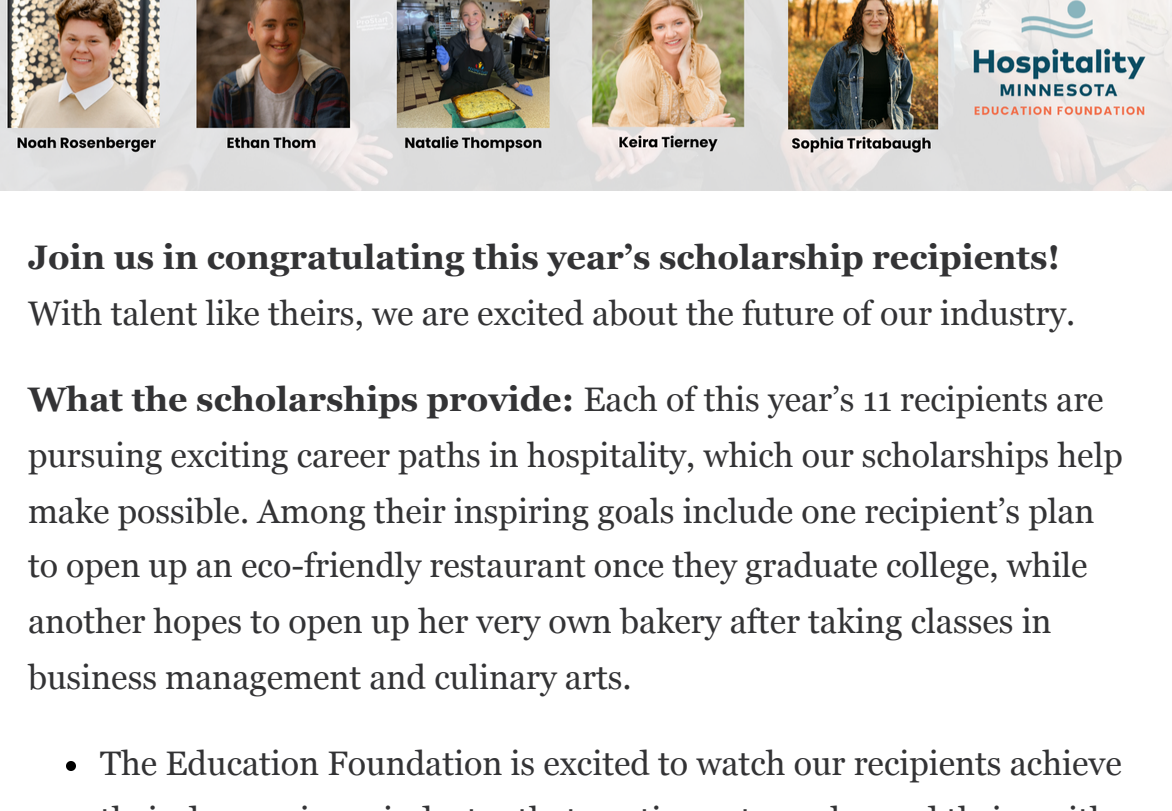 Noah Rosenberger
Ethan Thom
Natalie Thompson
Keira Tierney
Sophia Tritabaugh
Hospitality
MINNESOTA
EDUCATION FOUNDATION
Join us in congratulating this year’s scholarship recipients!
With talent like theirs, we are excited about the future of our industry.
What the scholarships provide: Each of this year’s 11 recipients are
pursuing exciting career paths in hospitality, which our scholarships help
make possible. Among their inspiring goals include one recipient’s plan
to open up an eco-friendly restaurant once they graduate college, while
another hopes to open up her very own bakery after taking classes in
business management and culinary arts.
• The Education Foundation is excited to watch our recipients achieve